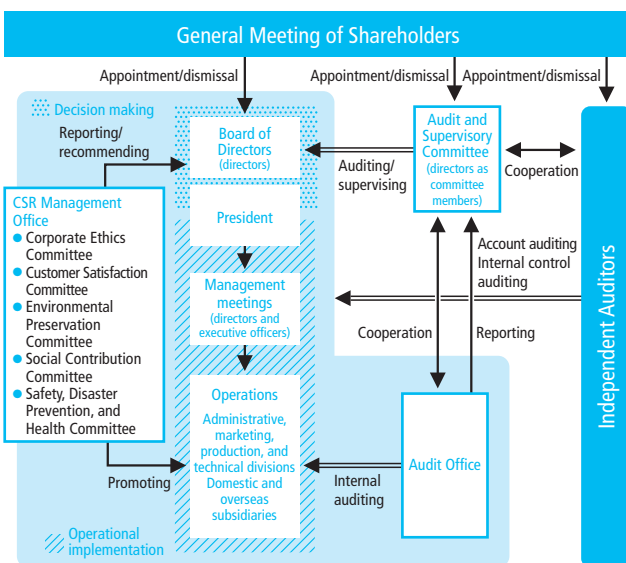 General Meeting of Shareholders
Appointment/dismissal
Appointment/dismissal
Appointment/dismissal
Decision making
Reporting/
recommending
Board of
Directors
(directors)
Auditing/
supervising
Audit and
Supervisory
Committee
(directors as
committee
members)
Cooperation
Independent Auditors
CSR Management
Office
● Corporate Ethics
Committee
● Customer Satisfaction
Committee
● Environmental
Preservation
Committee
● Social Contribution
Committee
● Safety, Disaster
Prevention, and
Health Committee
President
Account auditing
Internal control
auditing
Management
meetings
(directors and
executive officers)
Cooperation
Reporting
Operations
Administrative,
marketing,
production, and
technical divisions
Domestic and
overseas
subsidiaries
Audit Office
Promoting
Internal
auditing
Operational
implementation